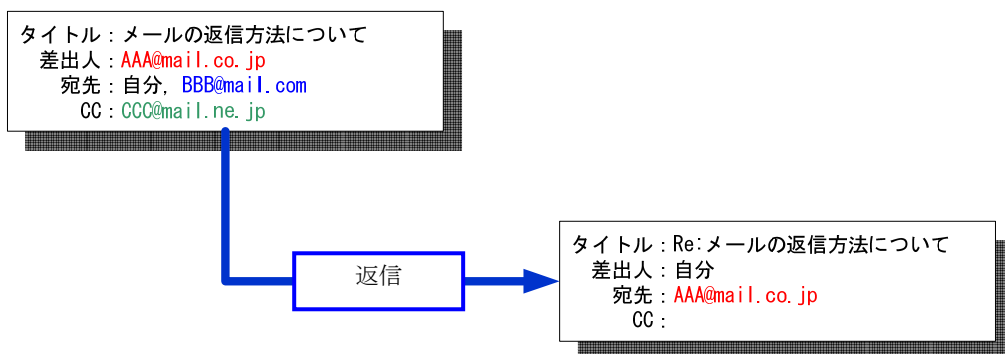 タイトル：メールの返信方法について
差出人：AAA@mail.co.jp
宛先：自分, BBB@mail.com
CC：CCC@mail.ne.jp
返信
タイトル：Re:メールの返信方法について
差出人：自分
宛先：AAA@mail.co.jp
CC：